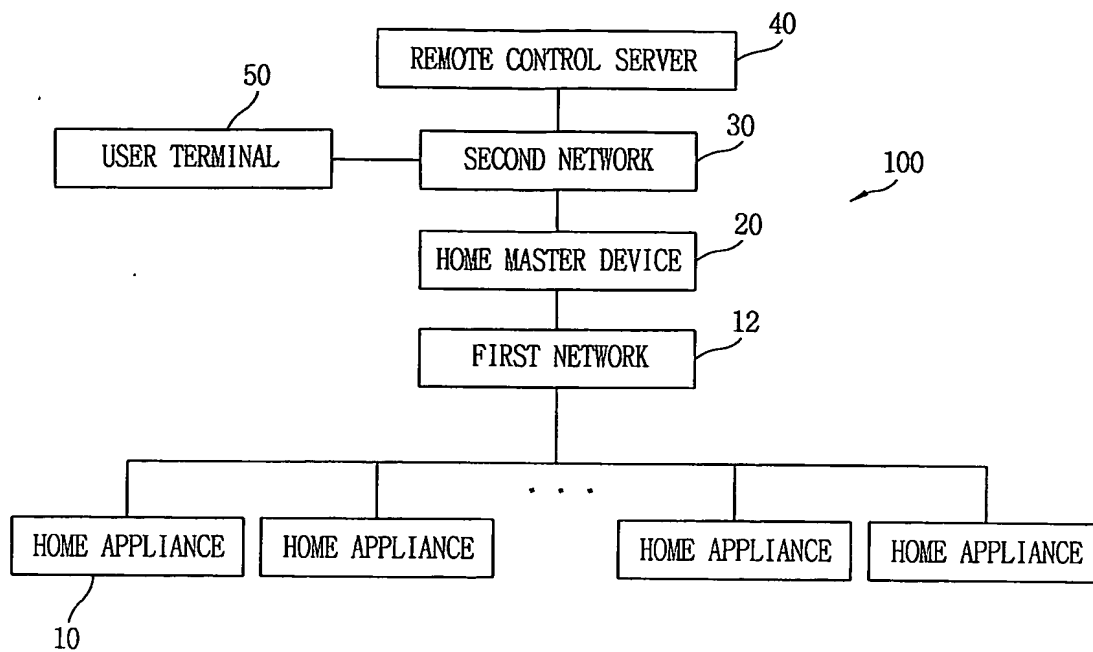 40
REMOTE CONTROL SERVER
50
30
USER TERMINAL
SECOND NETWORK
100
20
HOME MASTER DEVICE
12
FIRST NETWORK
. . .
HOME APPLIANCE
HOME APPLIANCE
HOME APPLIANCE
HOME APPLIANCE
10